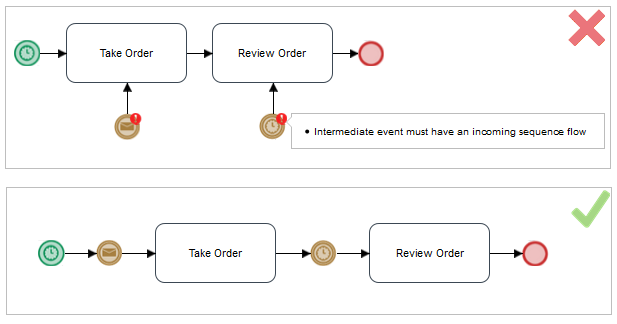 Take Order
Review Order
• Intermediate event must have an incoming sequence flow
Take Order
Review Order